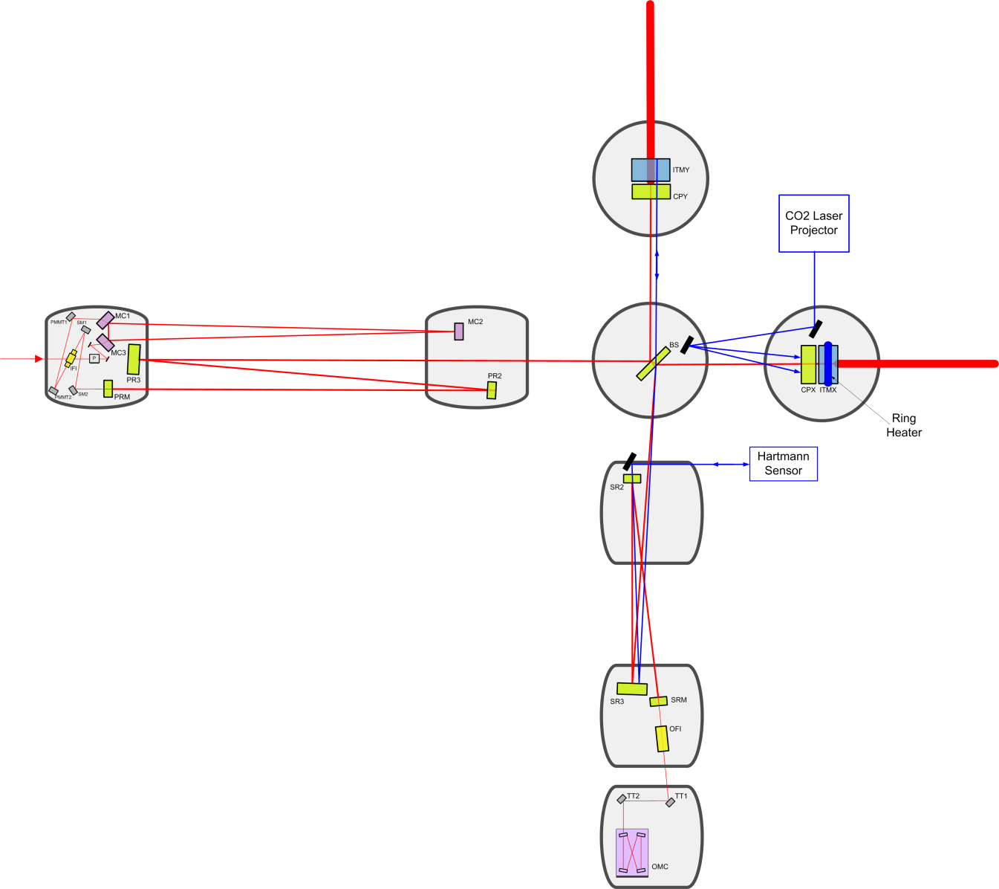 ITMY
CPY
CO2 Laser
Projector
PMMT1
SM1
MC1
MC3
IFI
P
PR3
PMMT2
SM2
PRM
MC2
PR2
BS
CPX
ITMX
Ring
Heater
Hartmann
Sensor
SR2
SR3
SRM
OFI
TT2
TT1
OMC